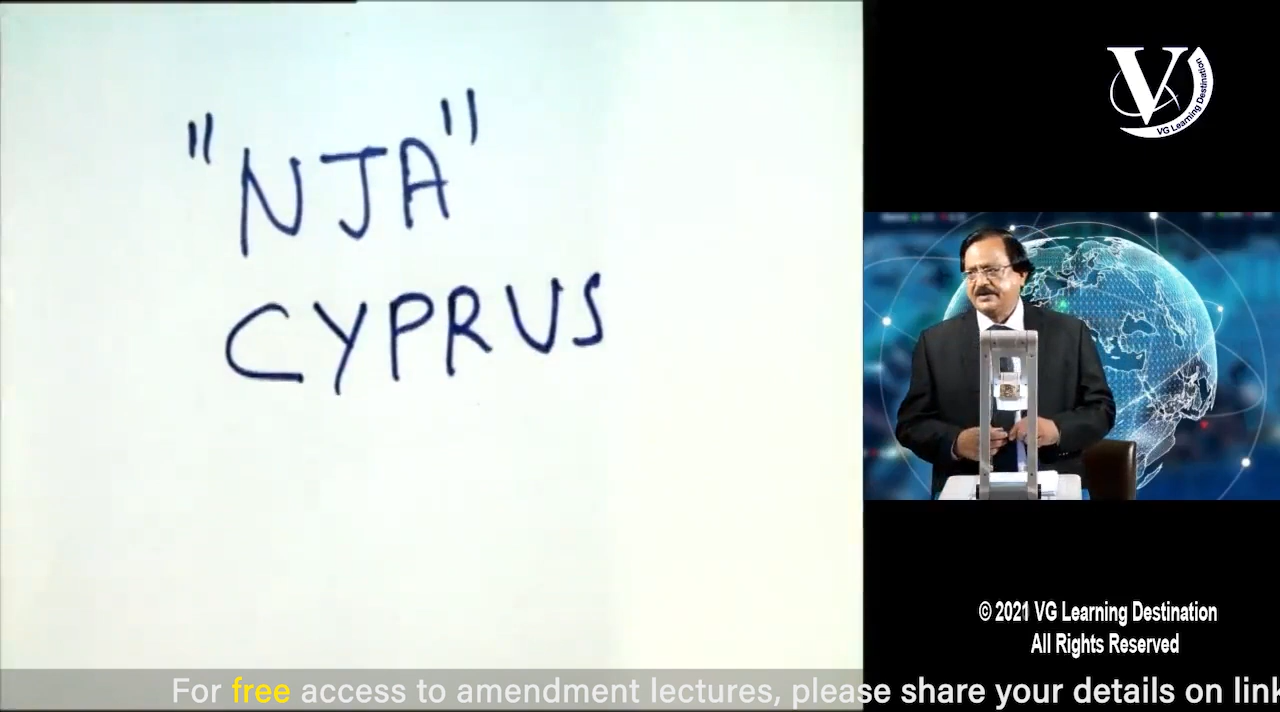 "NJA"
CYPRUS
V
VG Learning Destination
© 2021 VG Learning Destination
All Rights Reserved
For free access to amendment lectures, please share your details on link